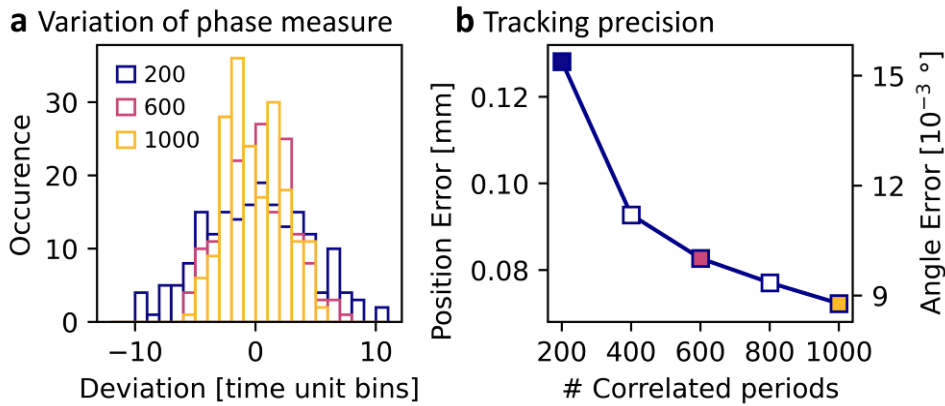 a Variation of phase measure
Occurence
30
20
10
0
200
600
1000
−10 0 10
Deviation [time unit bins]
b Tracking precision
Position Error [mm]
0.12
0.10
0.08
15
12
9
Angle Error [10⁻³ °]
200 400 600 800 1000
# Correlated periods